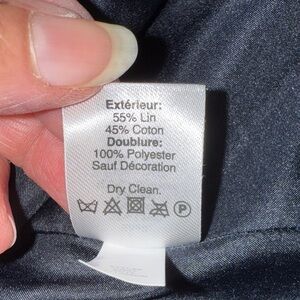 Extérieur:
55% Lin
45% Coton
Doublure:
100% Polyester
Sauf Décoration
Dry Clean.
P